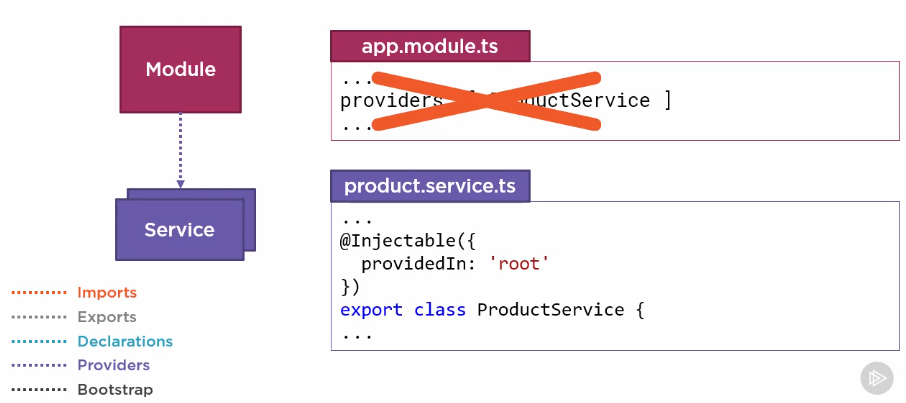 Module
app.module.ts
...
providers ductService ]
...
Service
product.service.ts
...
@Injectable({
providedIn: 'root'
})
export class ProductService {
...
Imports
Exports
Declarations
Providers
Bootstrap